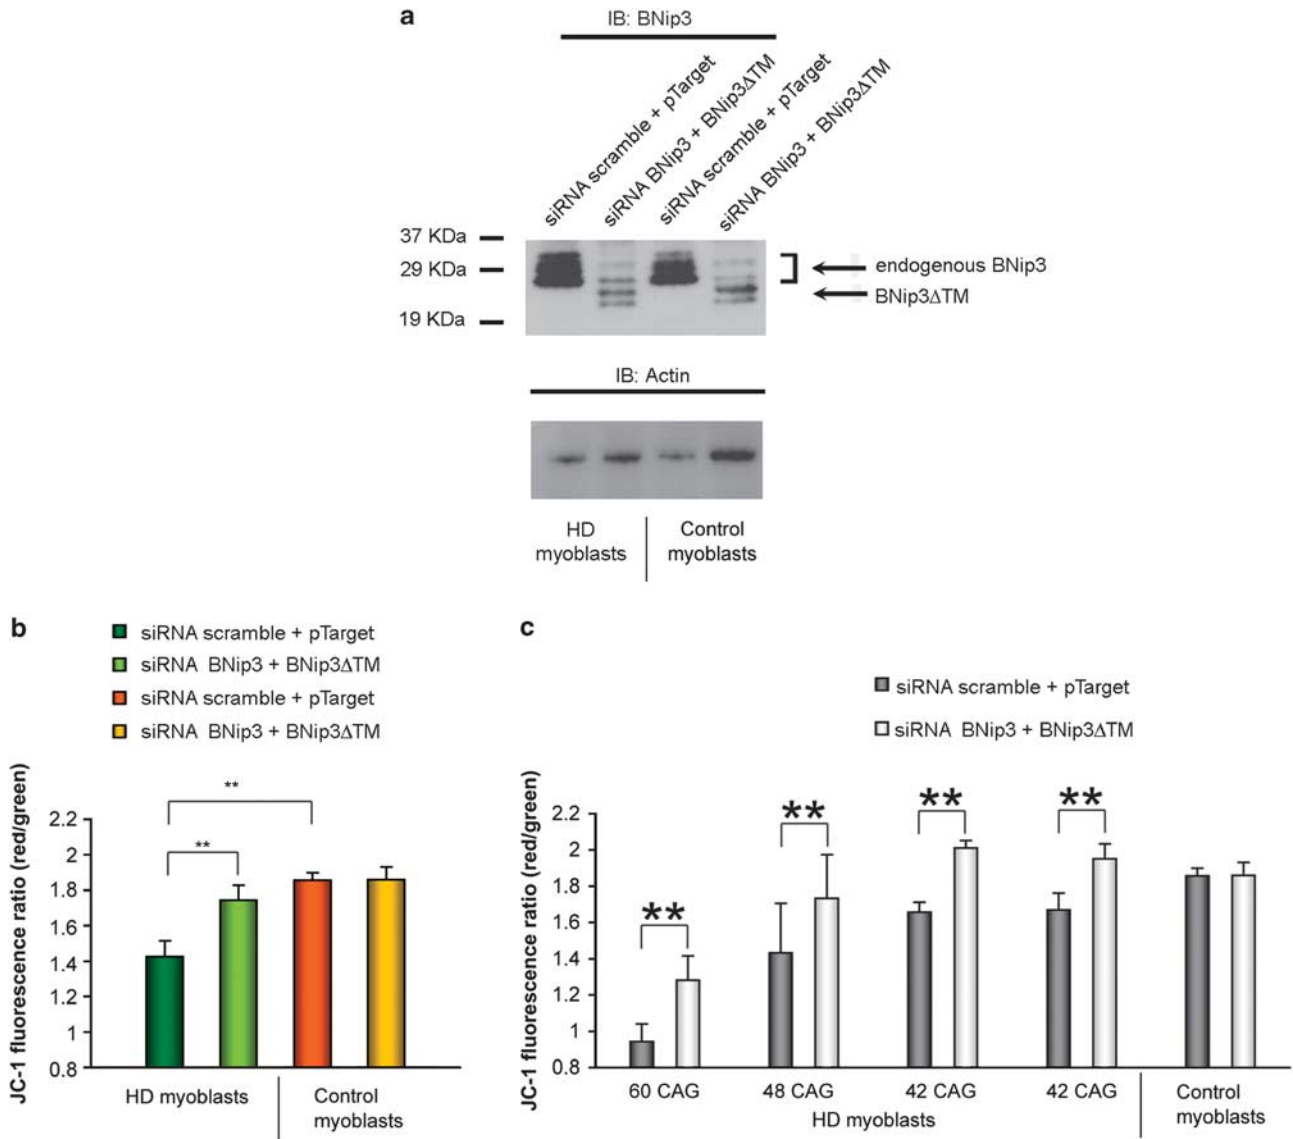 a
IB: BNip3
siRNA scramble + pTarget
siRNA BNip3 + BNip3ΔTM
siRNA scramble + pTarget
siRNA BNip3 + BNip3ΔTM
37 KDa
29 KDa
19 KDa
endogenous BNip3
BNip3ΔTM
IB: Actin
HD
myoblasts
Control
myoblasts
b
siRNA scramble + pTarget
siRNA BNip3 + BNip3ΔTM
siRNA scramble + pTarget
siRNA BNip3 + BNip3ΔTM
JC-1 fluorescence ratio (red/green)
2.2
2
1.8
1.6
1.4
1.2
1
0.8
**
**
HD myoblasts
Control
myoblasts
c
siRNA scramble + pTarget
siRNA BNip3 + BNip3ΔTM
JC-1 fluorescence ratio (red/green)
2.2
2
1.8
1.6
1.4
1.2
1
0.8
**
**
**
**
60 CAG
48 CAG
42 CAG
42 CAG
HD myoblasts
Control
myoblasts